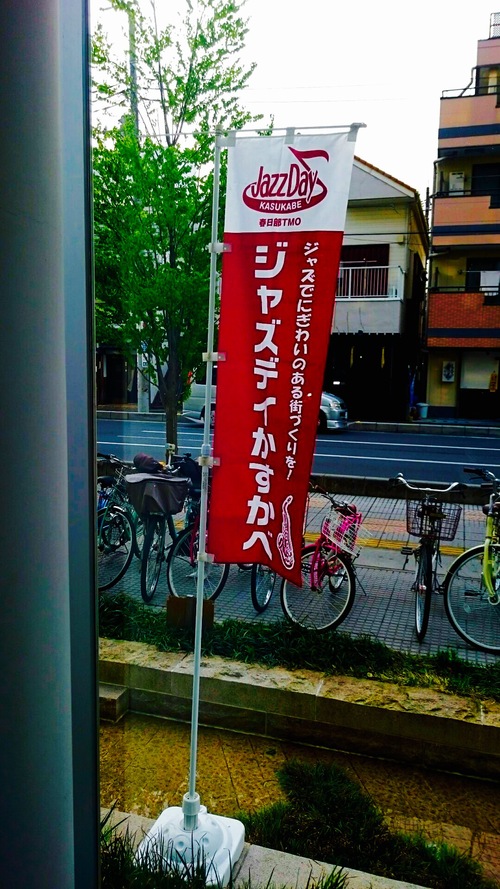 JazzDay
KASUKABE
春日部TMO
ジャズでにぎわいのある街づくりを!
ジャズデイかすかべ